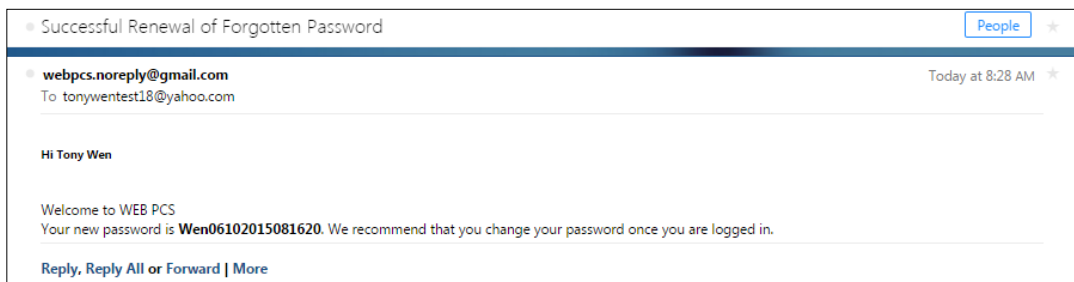 Successful Renewal of Forgotten Password
People
webpcs.noreply@gmail.com
Today at 8:28 AM
To tonywentest18@yahoo.com
Hi Tony Wen
Welcome to WEB PCS
Your new password is Wen06102015081620. We recommend that you change your password once you are logged in.
Reply, Reply All or Forward | More